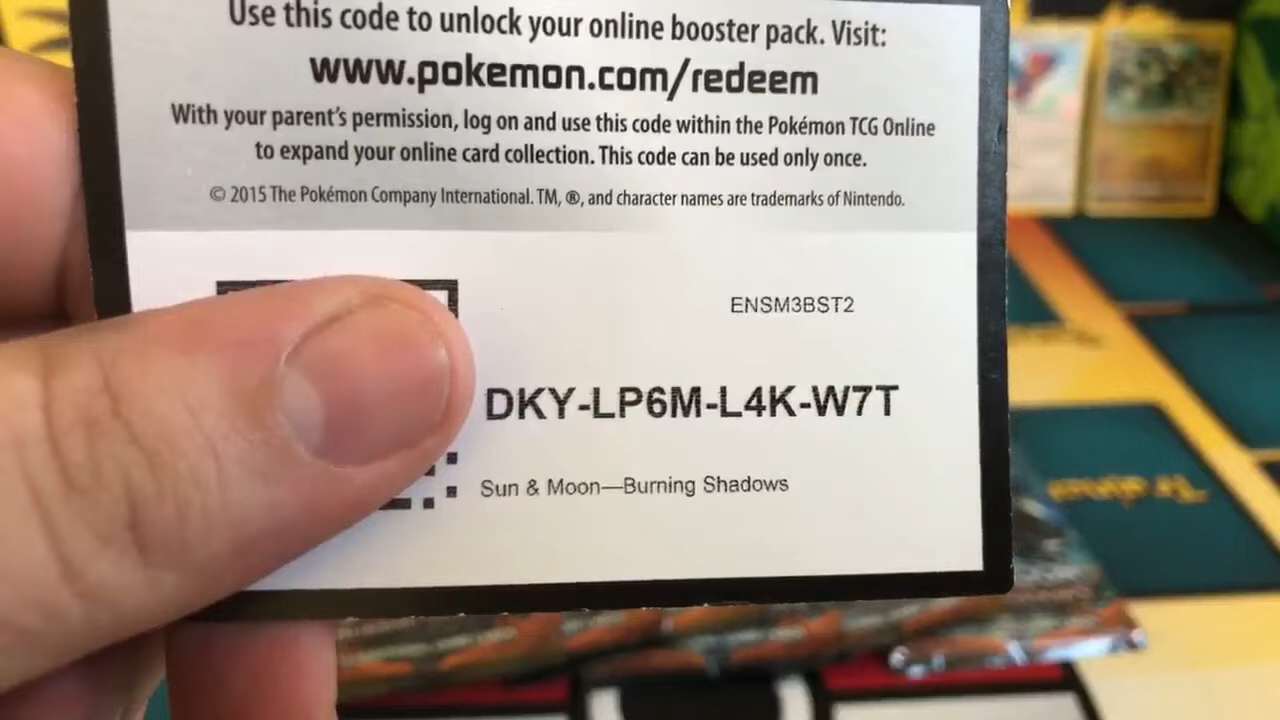 Use this code to unlock your online booster pack. Visit:
www.pokemon.com/redeem
With your parent's permission, log on and use this code within the Pokémon TCG Online
to expand your online card collection. This code can be used only once.
© 2015 The Pokémon Company International. TM, ®, and character names are trademarks of Nintendo.
ENSM3BST2
DKY-LP6M-L4K-W7T
Sun & Moon—Burning Shadows